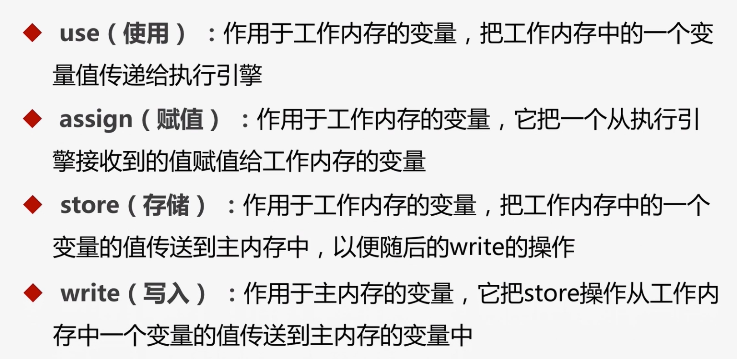 use（使用）：作用于工作内存的变量，把工作内存中的一个变
量值传递给执行引擎
assign（赋值）：作用于工作内存的变量，它把一个从执行引
擎接收到的值赋值给工作内存的变量
store（存储）：作用于工作内存的变量，把工作内存中的一个
变量的值传送到主内存中，以便随后的write的操作
write（写入）：作用于主内存的变量，它把store操作从工作内
存中一个变量的值传送到主内存的变量中